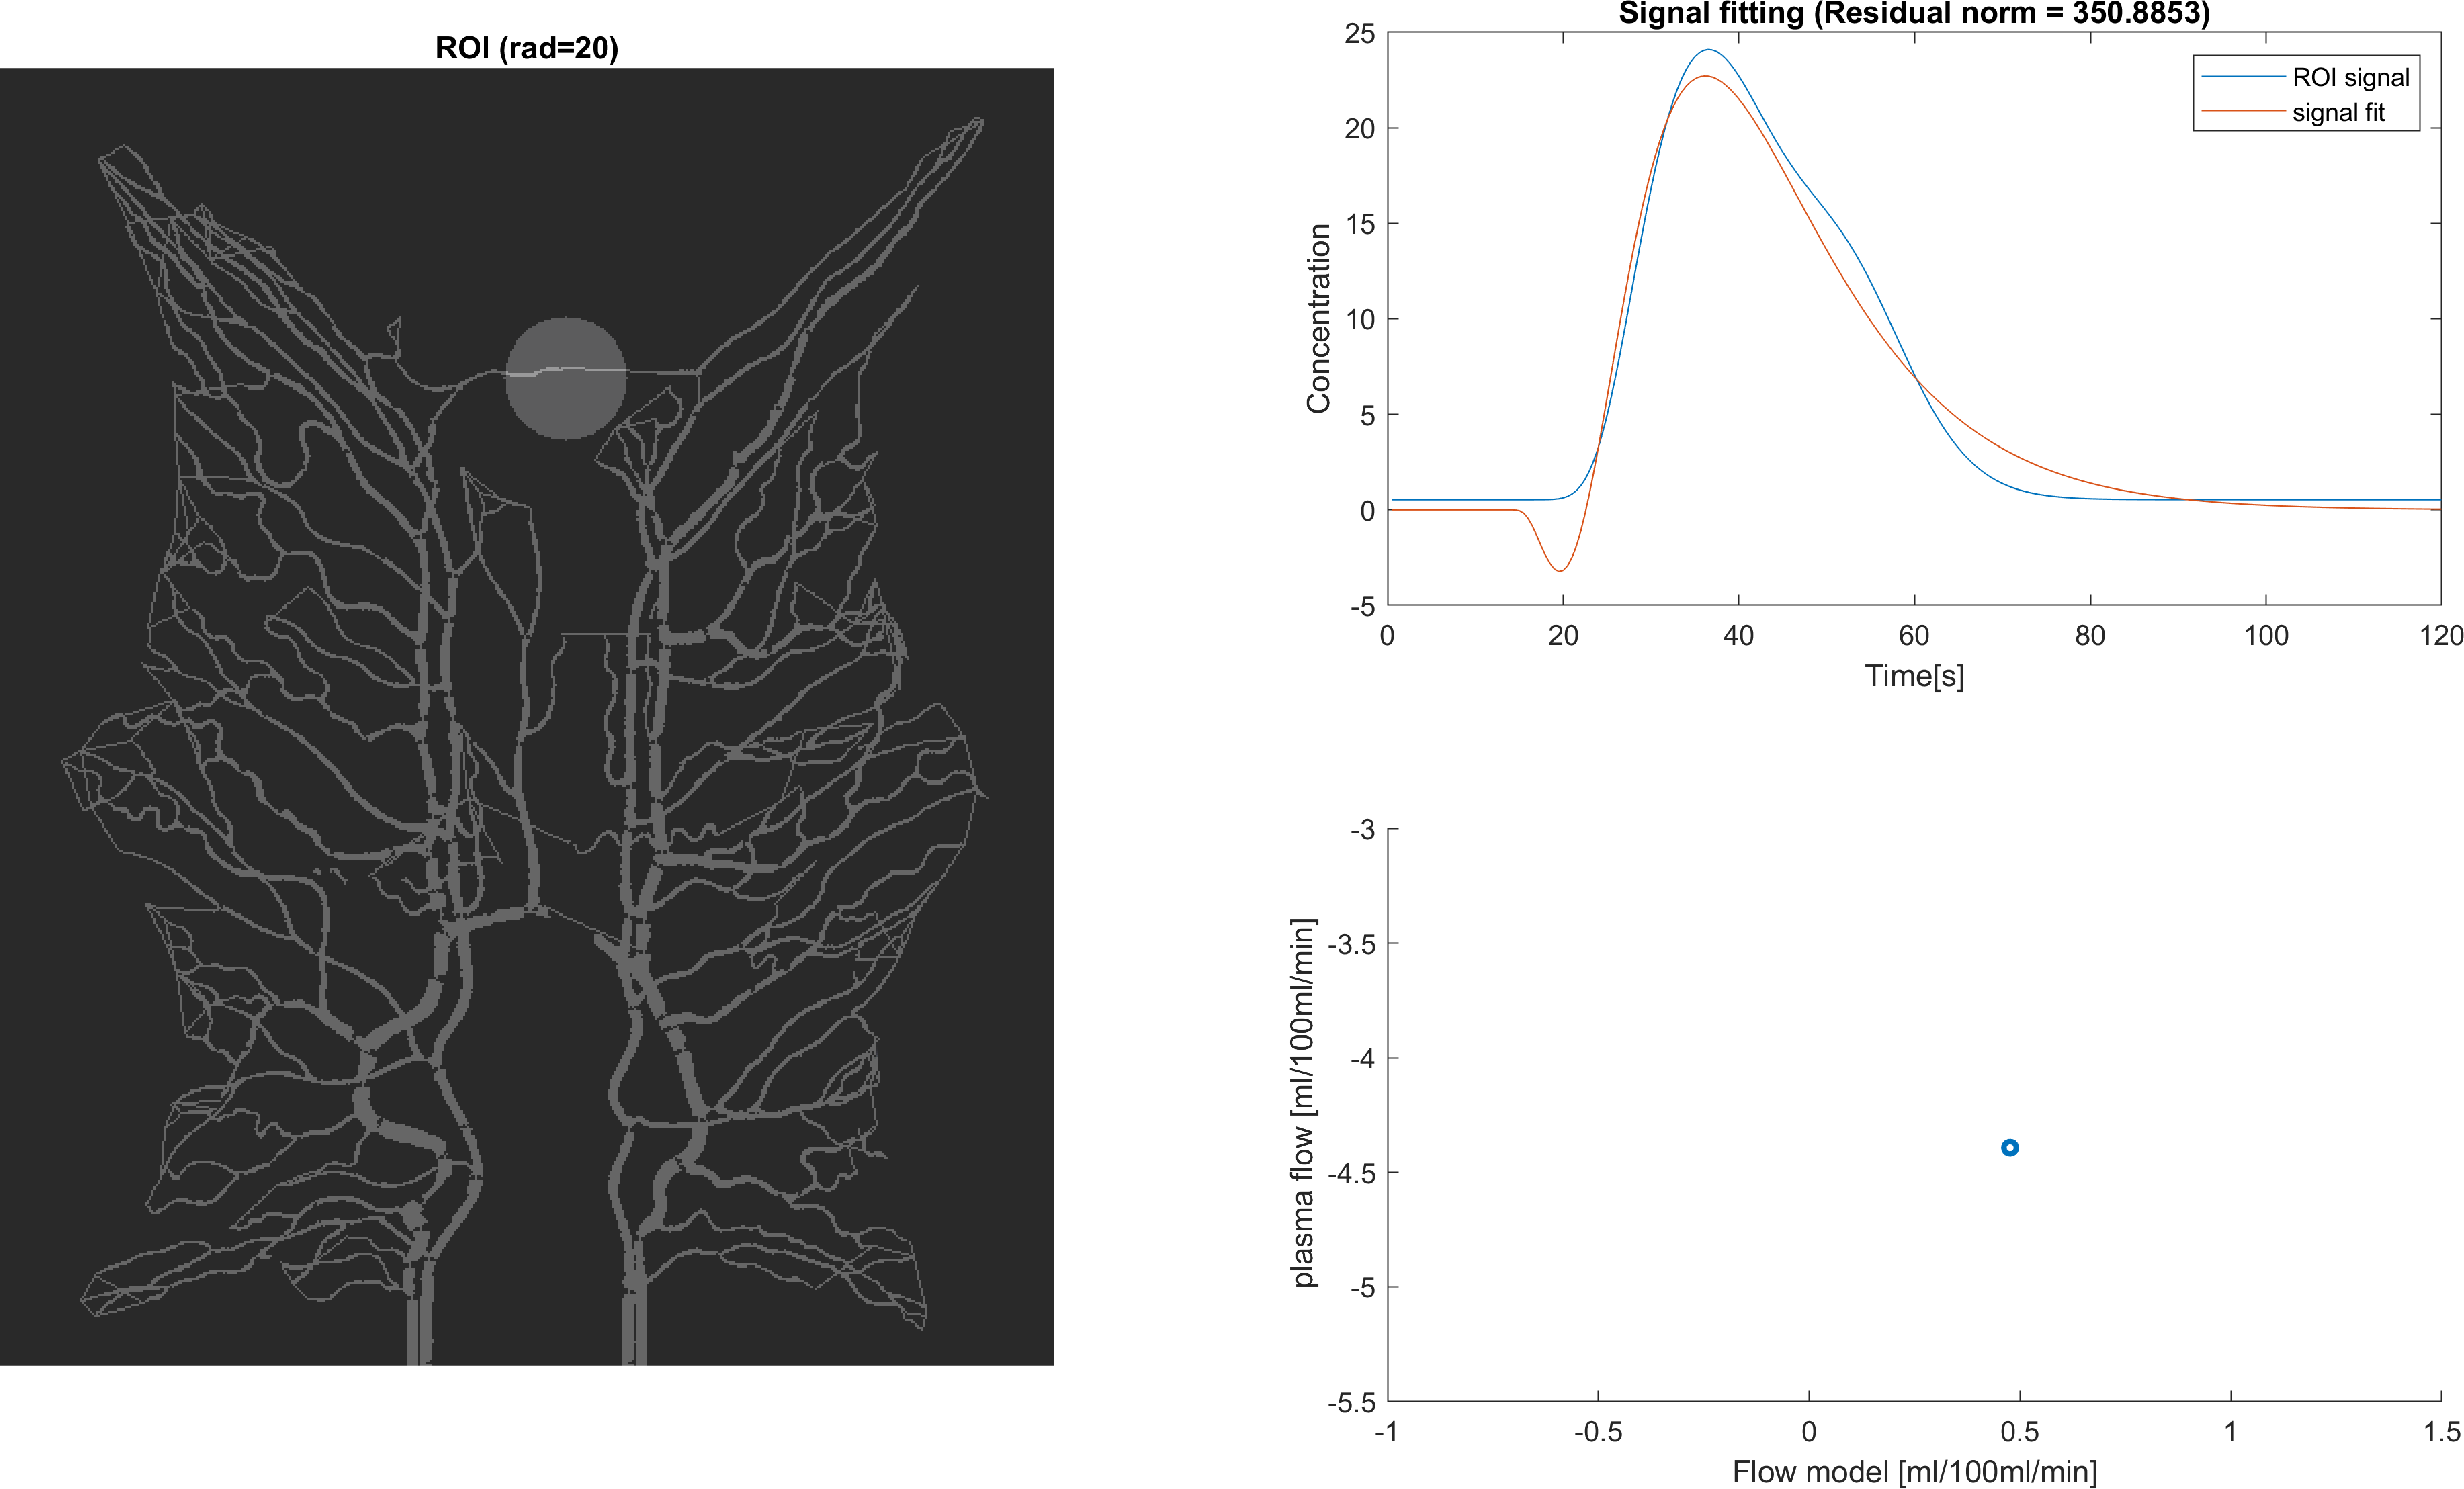 ROI (rad=20)
Signal fitting (Residual norm = 350.8853)
25
20
15
10
5
0
-5
Concentration
ROI signal
signal fit
0 20 40 60 80 100 120
Time[s]
-3
-3.5
-4
-4.5
-5
-5.5
□plasma flow [ml/100ml/min]
-1 -0.5 0 0.5 1 1.5
Flow model [ml/100ml/min]